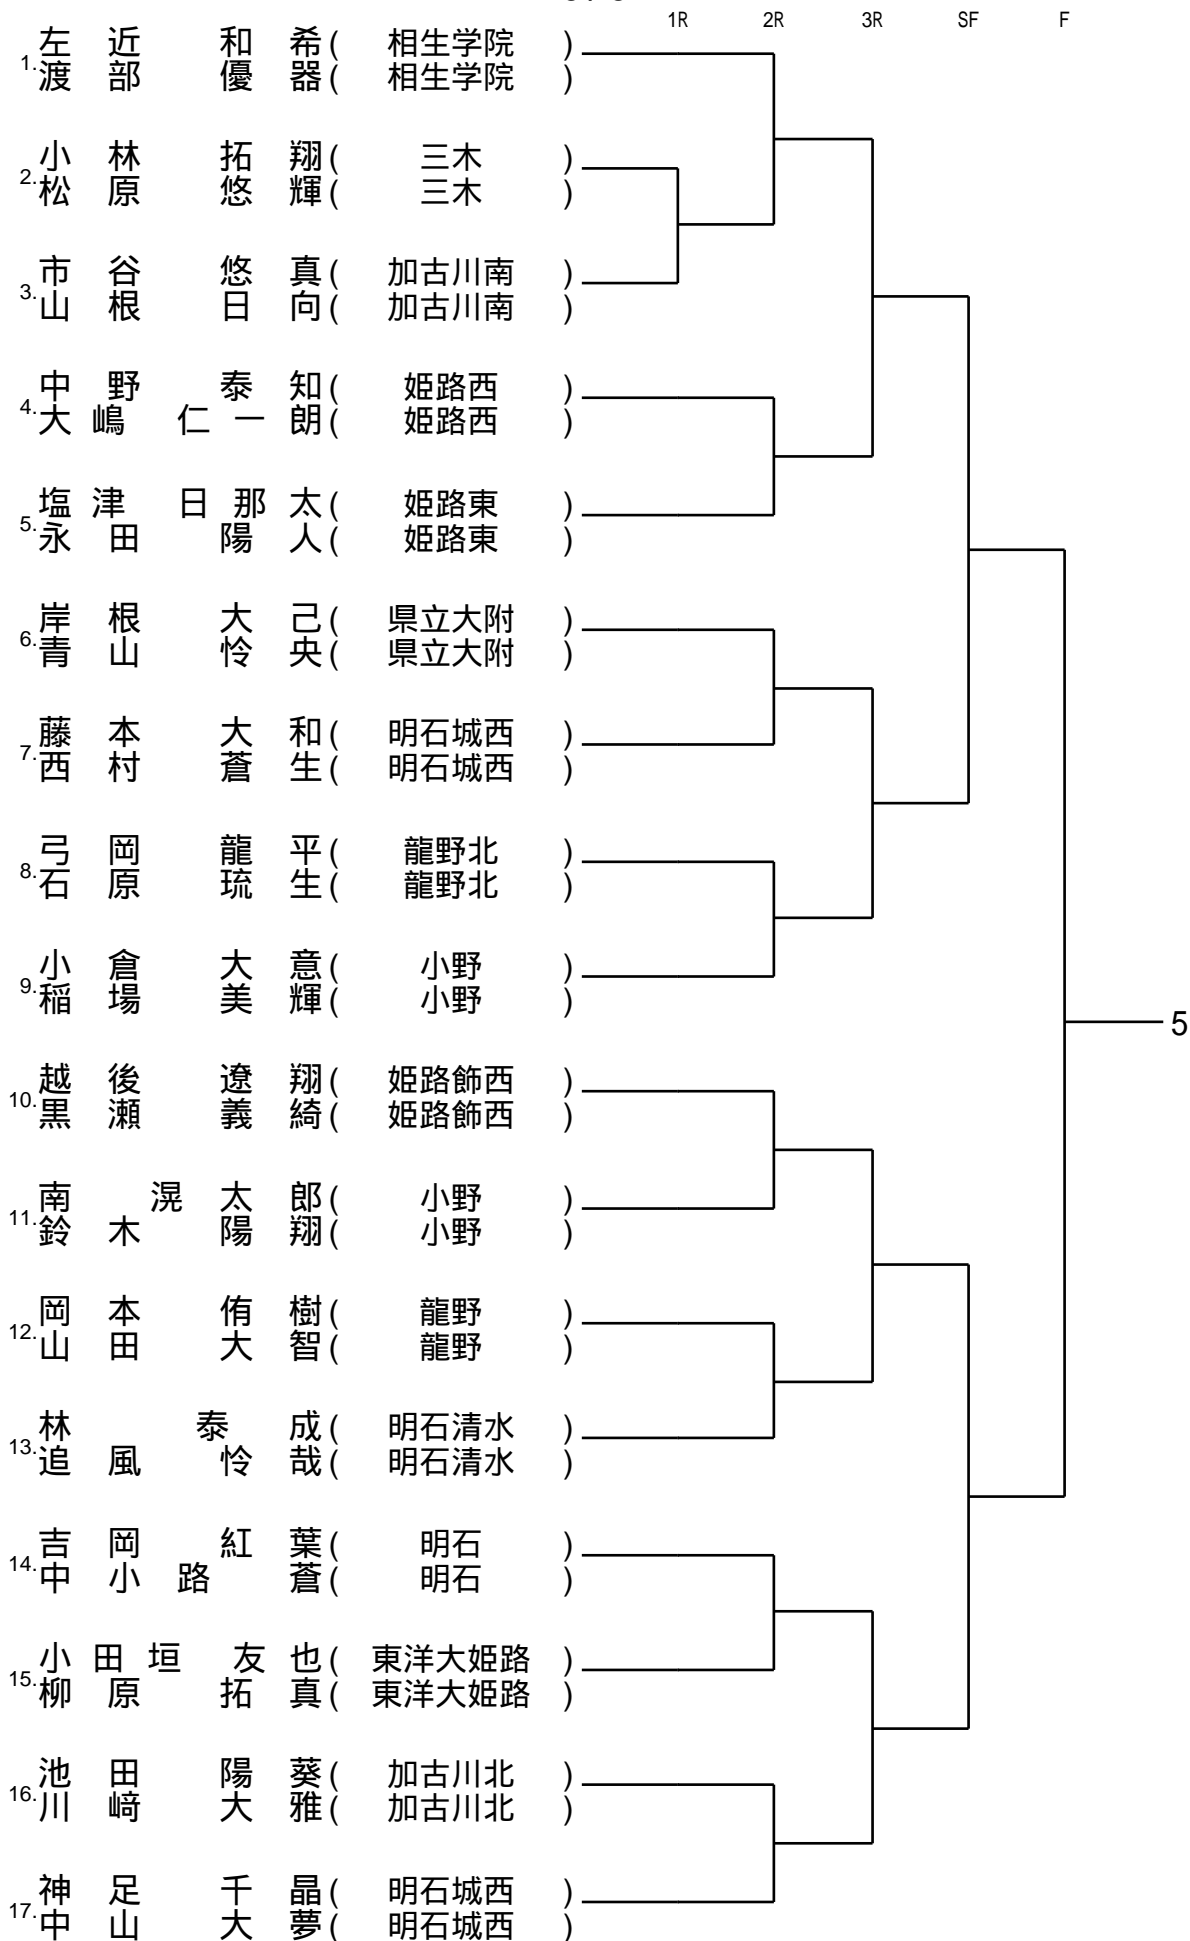 1R 2R 3R SF F
1. 左近 和希 ( 相生学院 )
渡部 優器 ( 相生学院 )
2. 小林 拓翔 ( 三木 )
松原 悠輝 ( 三木 )
3. 市谷 悠真 ( 加古川南 )
山根 日向 ( 加古川南 )
4. 中野 泰知 ( 姫路西 )
大嶋 仁一朗 ( 姫路西 )
5. 塩津 日那太 ( 姫路東 )
永田 陽人 ( 姫路東 )
6. 岸根 大己 ( 県立大附 )
青山 怜央 ( 県立大附 )
7. 藤本 大和 ( 明石城西 )
西村 蒼生 ( 明石城西 )
8. 弓岡 龍平 ( 龍野北 )
石原 琉生 ( 龍野北 )
9. 小倉 大意 ( 小野 )
稲場 美輝 ( 小野 )
5
10. 越後 遼翔 ( 姫路飾西 )
黒瀬 義綺 ( 姫路飾西 )
11. 南 滉太郎 ( 小野 )
鈴木 陽翔 ( 小野 )
12. 岡本 侑樹 ( 龍野 )
山田 大智 ( 龍野 )
13. 林 泰成 ( 明石清水 )
追風 怜哉 ( 明石清水 )
14. 吉岡 紅葉 ( 明石 )
中小路 蒼 ( 明石 )
15. 小田垣 友也 ( 東洋大姫路 )
柳原 拓真 ( 東洋大姫路 )
16. 池田 陽葵 ( 加古川北 )
川﨑 大雅 ( 加古川北 )
17. 神足 千晶 ( 明石城西 )
中山 大夢 ( 明石城西 )